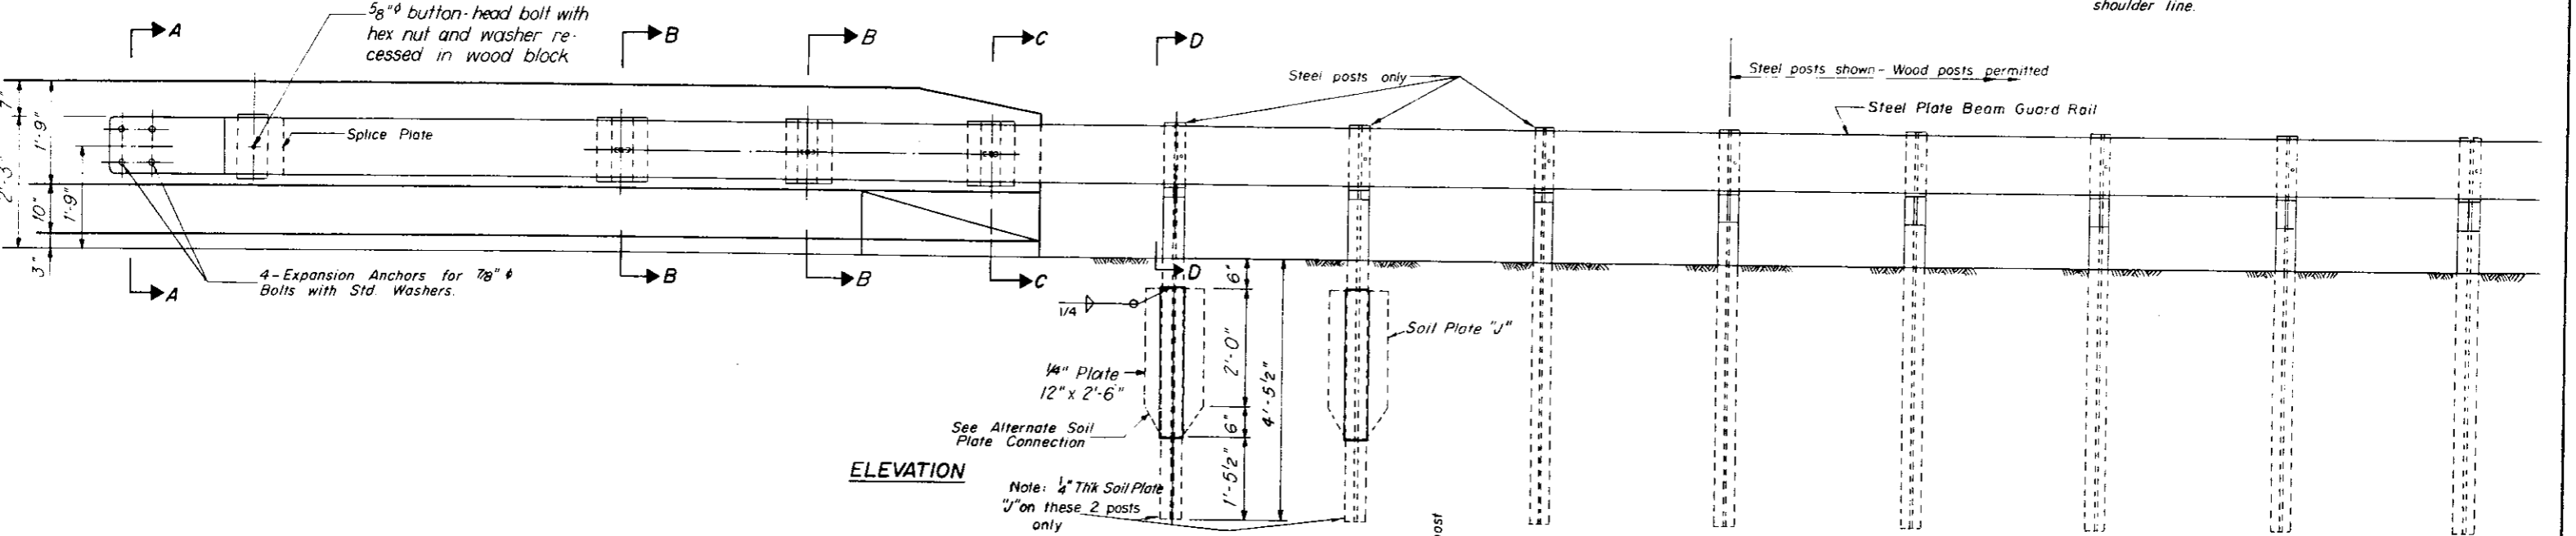 shoulder line.
5/8"ϕ button-head bolt with
hex nut and washer re-
cessed in wood block
A
B
B
C
D
Steel posts only
Steel posts shown - Wood posts permitted
Steel Plate Beam Guard Rail
Splice Plate
7"
1'-9"
2'-3"
10"
1'-9"
3"
4-Expansion Anchors for 7/8" ϕ
Bolts with Std. Washers.
A
B
B
C
D
1/4
6"
2'-0"
4'-5 1/2"
6"
1'-5 1/2"
Soil Plate "J"
1/4" Plate
12" x 2'-6"
See Alternate Soil
Plate Connection
ELEVATION
Note: 1/4" Thk Soil Plate
"J" on these 2 posts
only